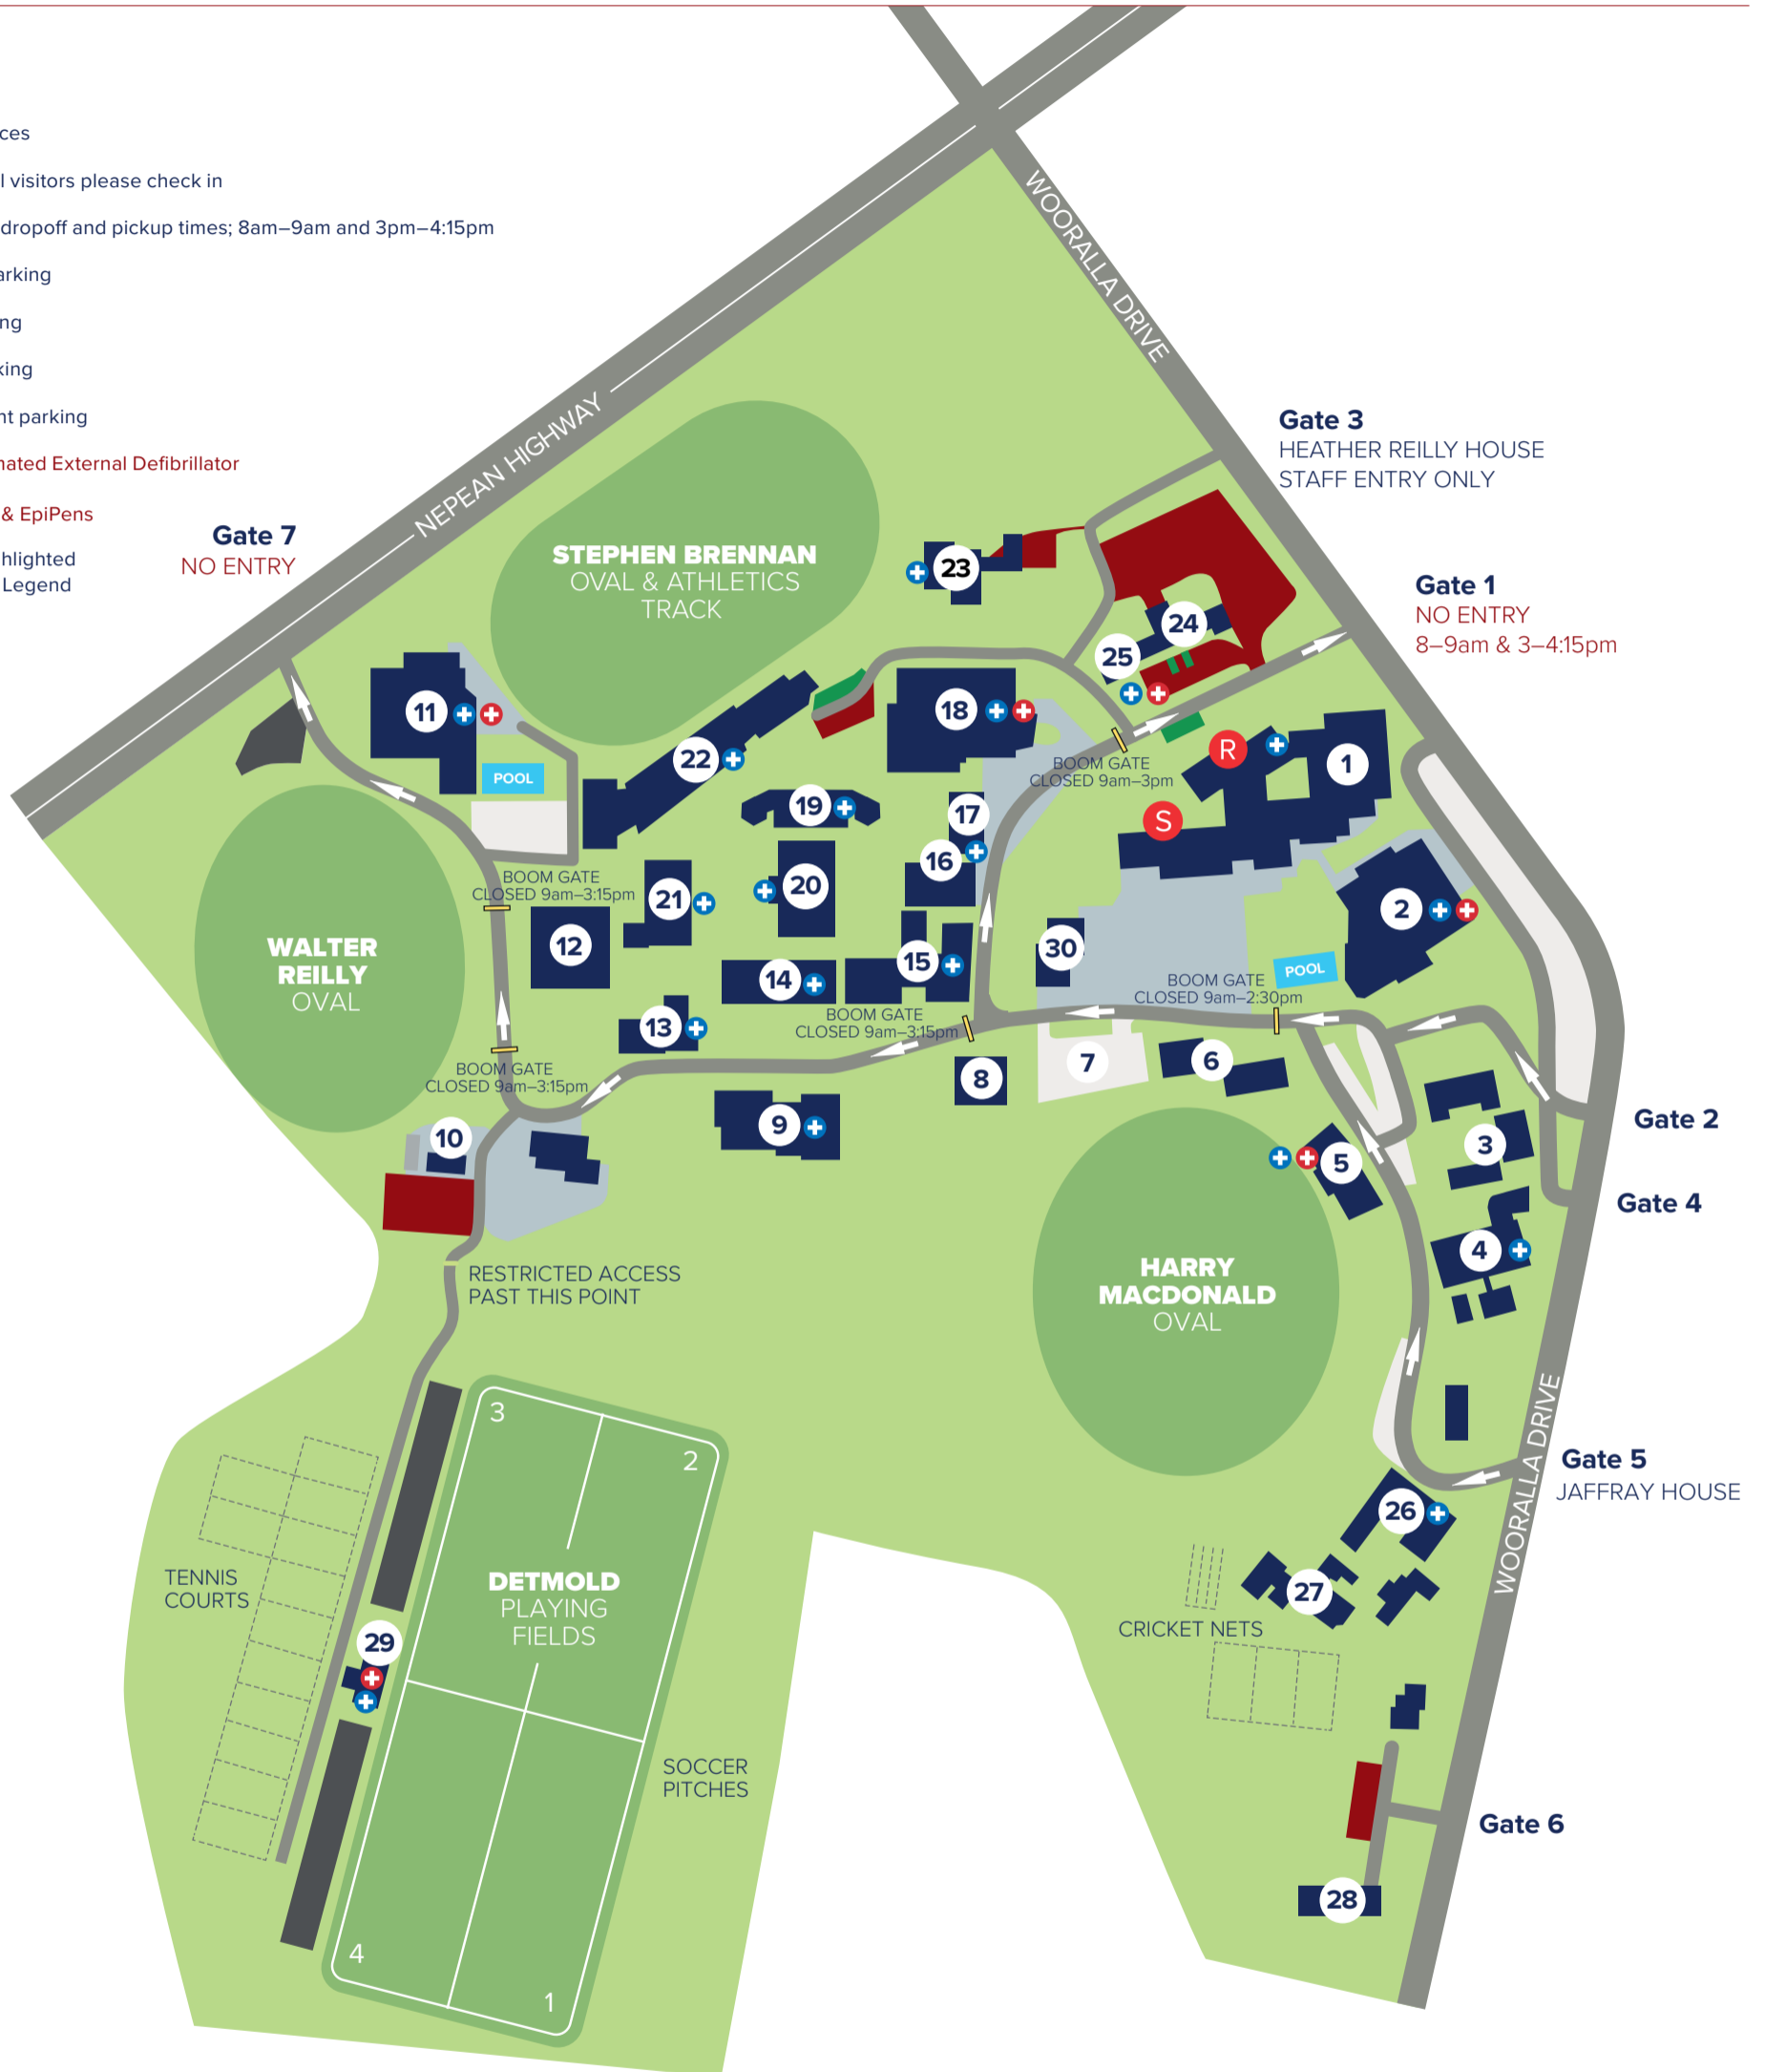 ces
l visitors please check in
dropoff and pickup times; 8am–9am and 3pm–4:15pm
arking
ng
king
nt parking
nated External Defibrillator
& EpiPens
hlighted
Legend
WOORALLA DRIVE
NEPEAN HIGHWAY
Gate 3
HEATHER REILLY HOUSE
STAFF ENTRY ONLY
Gate 7
NO ENTRY
STEPHEN BRENNAN
OVAL & ATHLETICS
TRACK
Gate 1
NO ENTRY
8–9am & 3–4:15pm
23
24
25
11
18
22
POOL
R
1
BOOM GATE
CLOSED 9am–3pm
19
17
S
16
BOOM GATE
CLOSED 9am–3:15pm
21
20
2
12
WALTER
REILLY
OVAL
30
15
14
POOL
BOOM GATE
CLOSED 9am–2:30pm
13
BOOM GATE
CLOSED 9am–3:15pm
BOOM GATE
CLOSED 9am–3:15pm
8
7
6
Gate 2
9
10
3
5
Gate 4
4
RESTRICTED ACCESS
PAST THIS POINT
HARRY
MACDONALD
OVAL
3
2
Gate 5
JAFFRAY HOUSE
WOORALLA DRIVE
26
TENNIS
COURTS
DETMOLD
PLAYING
FIELDS
27
CRICKET NETS
29
SOCCER
PITCHES
Gate 6
28
4
1